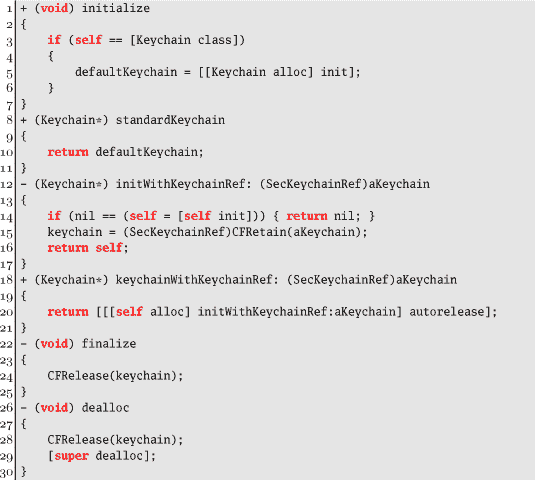 1 + (void) initialize
2 {
3     if (self == [Keychain class])
4     {
5         defaultKeychain = [[Keychain alloc] init];
6     }
7 }
8 + (Keychain*) standardKeychain
9 {
10     return defaultKeychain;
11 }
12 - (Keychain*) initWithKeychainRef: (SecKeychainRef)aKeychain
13 {
14     if (nil == (self = [self init])) { return nil; }
15     keychain = (SecKeychainRef)CFRetain(aKeychain);
16     return self;
17 }
18 + (Keychain*) keychainWithKeychainRef: (SecKeychainRef)aKeychain
19 {
20     return [[[self alloc] initWithKeychainRef:aKeychain] autorelease];
21 }
22 - (void) finalize
23 {
24     CFRelease(keychain);
25 }
26 - (void) dealloc
27 {
28     CFRelease(keychain);
29     [super dealloc];
30 }